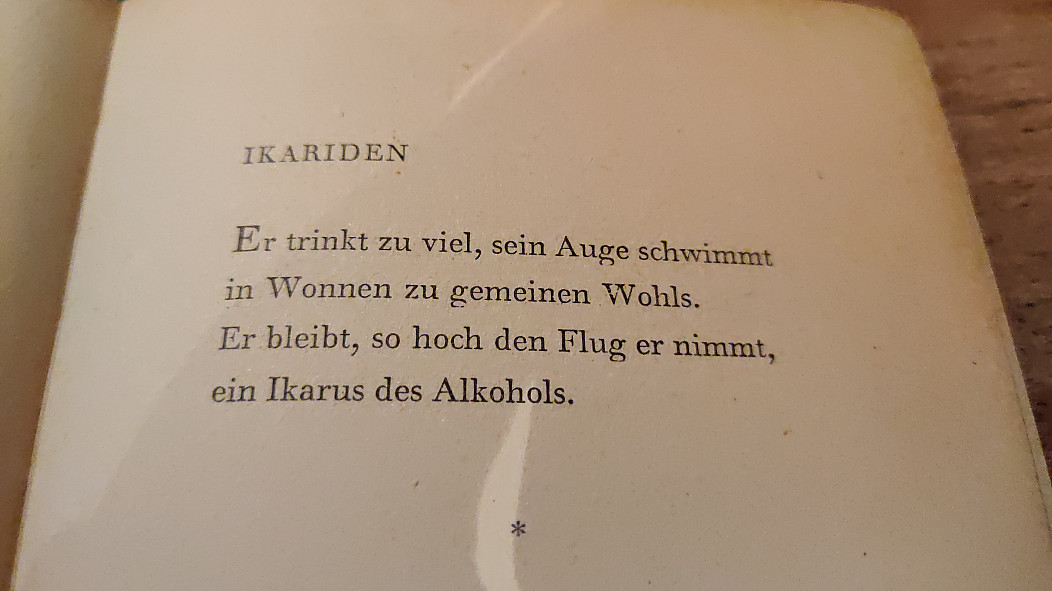 IKARIDEN
Er trinkt zu viel, sein Auge schwimmt
in Wonnen zu gemeinen Wohls.
Er bleibt, so hoch den Flug er nimmt,
ein Ikarus des Alkohols.
*